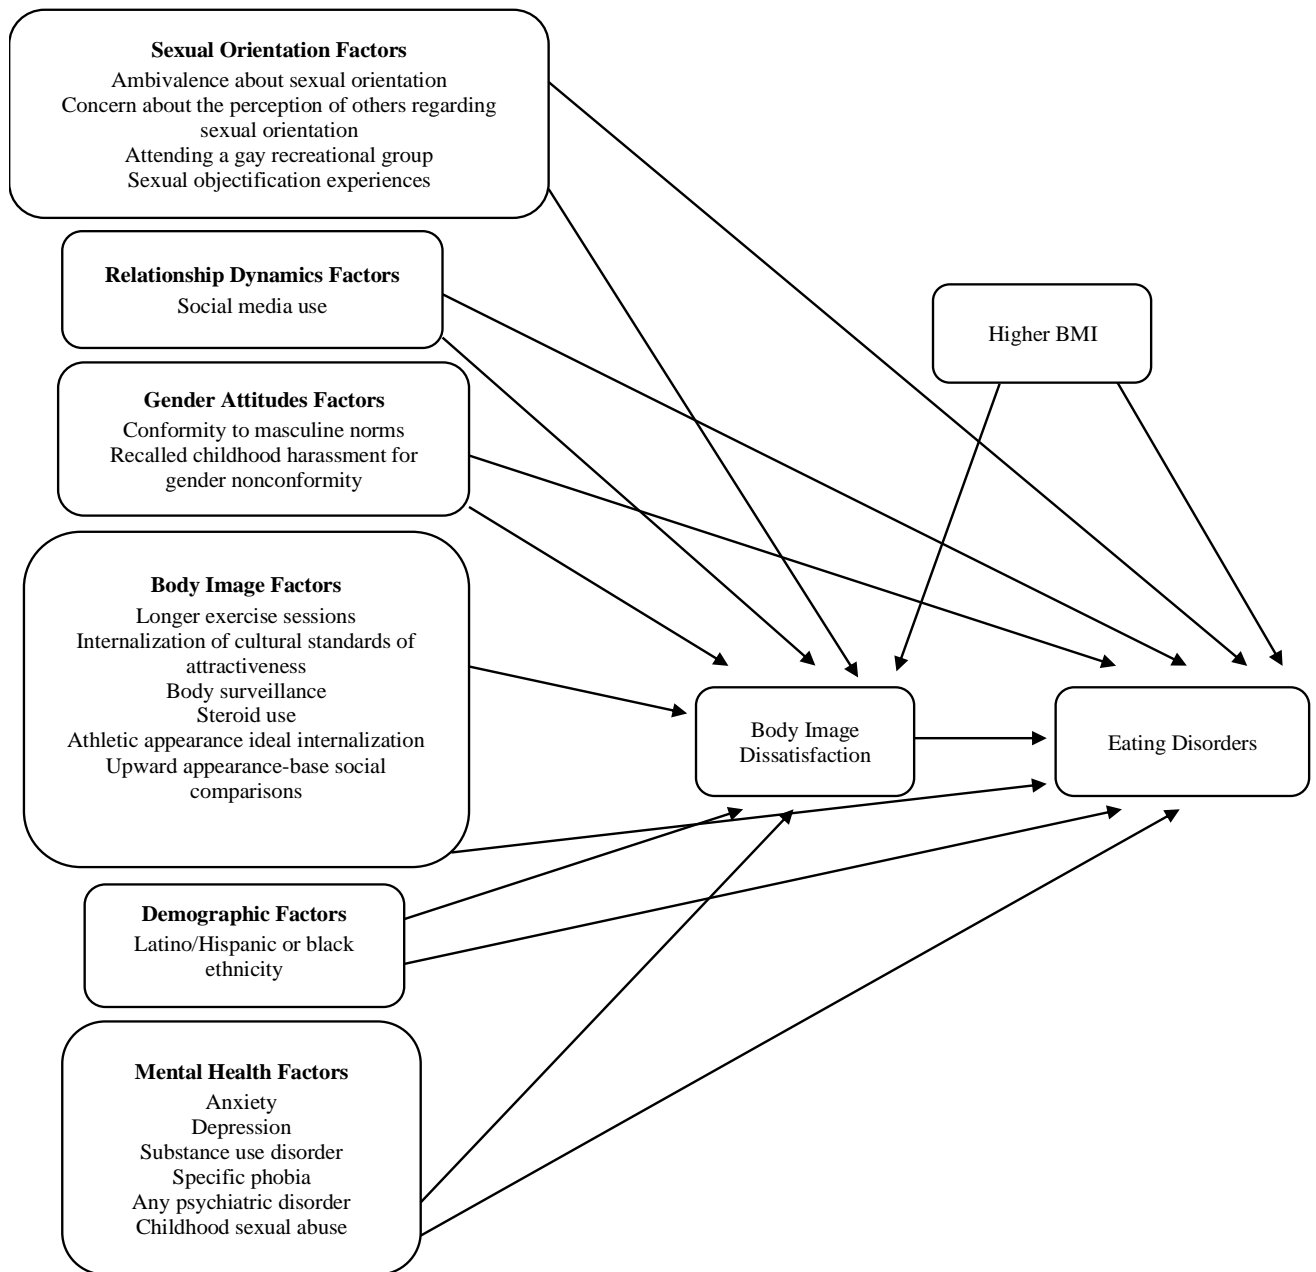 Sexual Orientation Factors
Ambivalence about sexual orientation
Concern about the perception of others regarding
sexual orientation
Attending a gay recreational group
Sexual objectification experiences
Relationship Dynamics Factors
Social media use
Higher BMI
Gender Attitudes Factors
Conformity to masculine norms
Recalled childhood harassment for
gender nonconformity
Body Image Factors
Longer exercise sessions
Internalization of cultural standards of
attractiveness
Body surveillance
Steroid use
Athletic appearance ideal internalization
Upward appearance-base social
comparisons
Body Image
Dissatisfaction
Eating Disorders
Demographic Factors
Latino/Hispanic or black
ethnicity
Mental Health Factors
Anxiety
Depression
Substance use disorder
Specific phobia
Any psychiatric disorder
Childhood sexual abuse